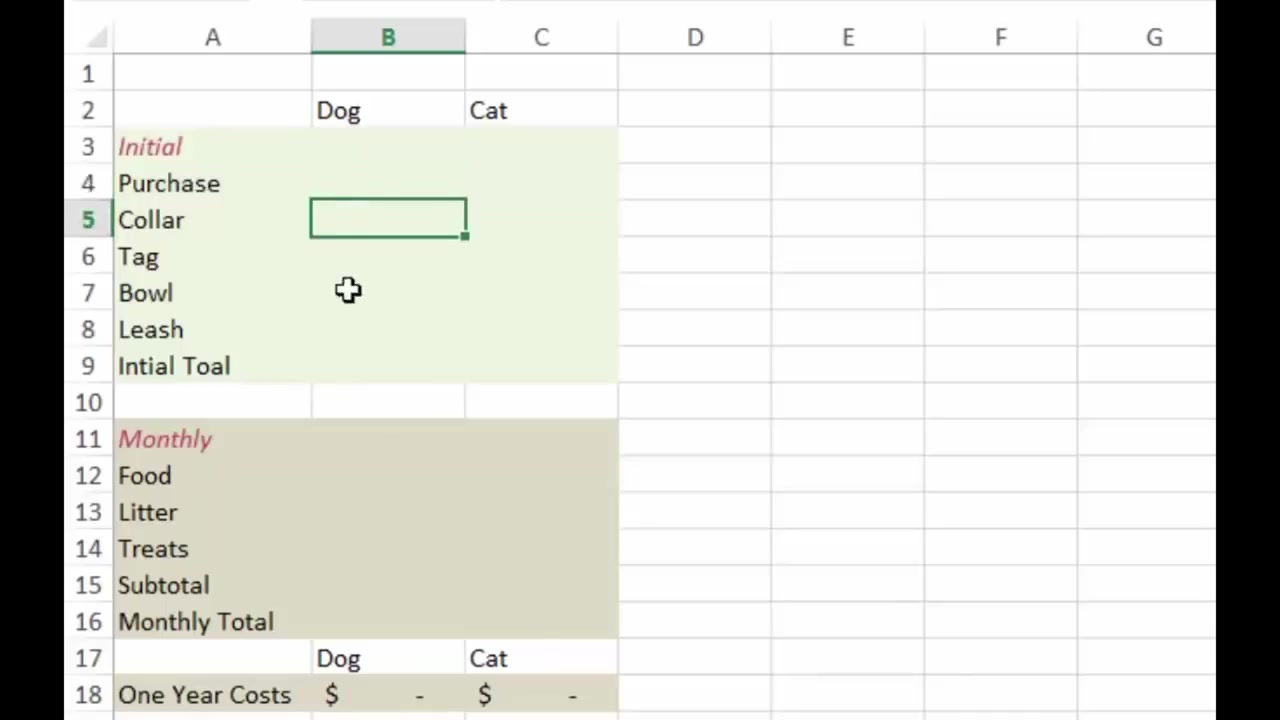 A B C D E F G
1
2 Dog Cat
3 Initial
4 Purchase
5 Collar
6 Tag
7 Bowl
8 Leash
9 Intial Toal
10
11 Monthly
12 Food
13 Litter
14 Treats
15 Subtotal
16 Monthly Total
17 Dog Cat
18 One Year Costs $ - $ -